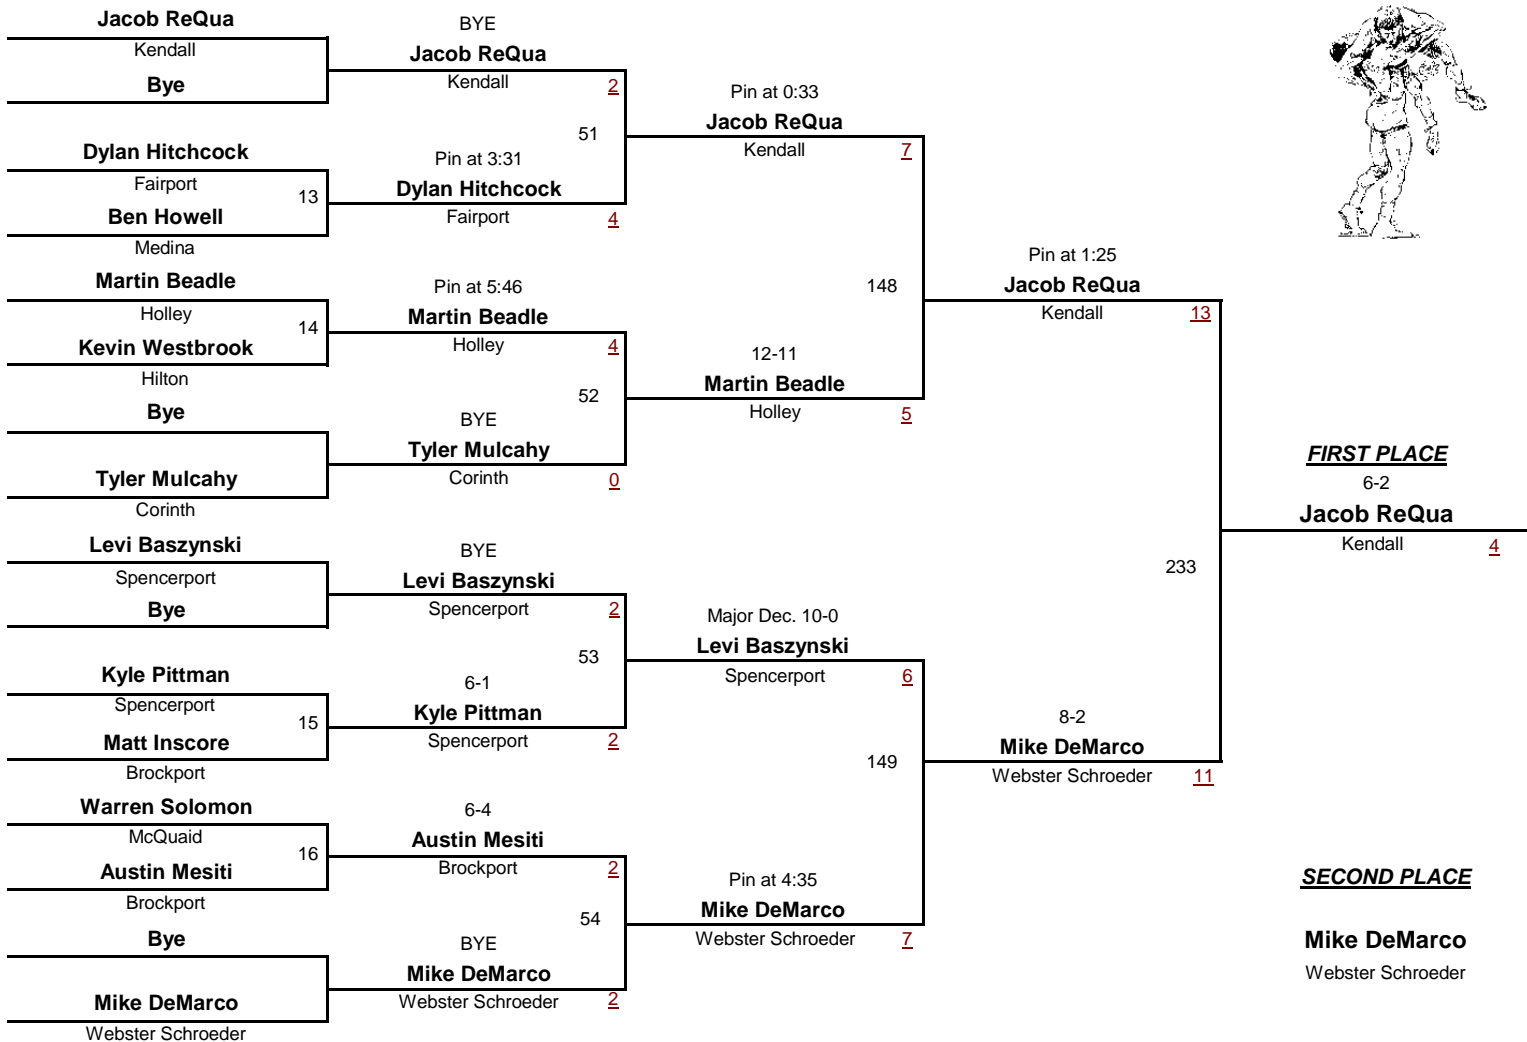 Jacob ReQua
Kendall
Bye
Dylan Hitchcock
Fairport
13
Ben Howell
Medina
Martin Beadle
Holley
14
Kevin Westbrook
Hilton
Bye
Tyler Mulcahy
Corinth
Levi Baszynski
Spencerport
Bye
Kyle Pittman
Spencerport
15
Matt Inscore
Brockport
Warren Solomon
McQuaid
16
Austin Mesiti
Brockport
Bye
Mike DeMarco
Webster Schroeder
BYE
Jacob ReQua
Kendall
2
51
Pin at 3:31
Dylan Hitchcock
Fairport
4
Pin at 5:46
Martin Beadle
Holley
4
52
BYE
Tyler Mulcahy
Corinth
0
BYE
Levi Baszynski
Spencerport
2
53
6-1
Kyle Pittman
Spencerport
2
6-4
Austin Mesiti
Brockport
2
54
BYE
Mike DeMarco
Webster Schroeder
2
Pin at 0:33
Jacob ReQua
Kendall
7
148
12-11
Martin Beadle
Holley
5
Major Dec. 10-0
Levi Baszynski
Spencerport
6
149
Pin at 4:35
Mike DeMarco
Webster Schroeder
7
Pin at 1:25
Jacob ReQua
Kendall
13
233
8-2
Mike DeMarco
Webster Schroeder
11
FIRST PLACE
6-2
Jacob ReQua
Kendall
4
SECOND PLACE
Mike DeMarco
Webster Schroeder